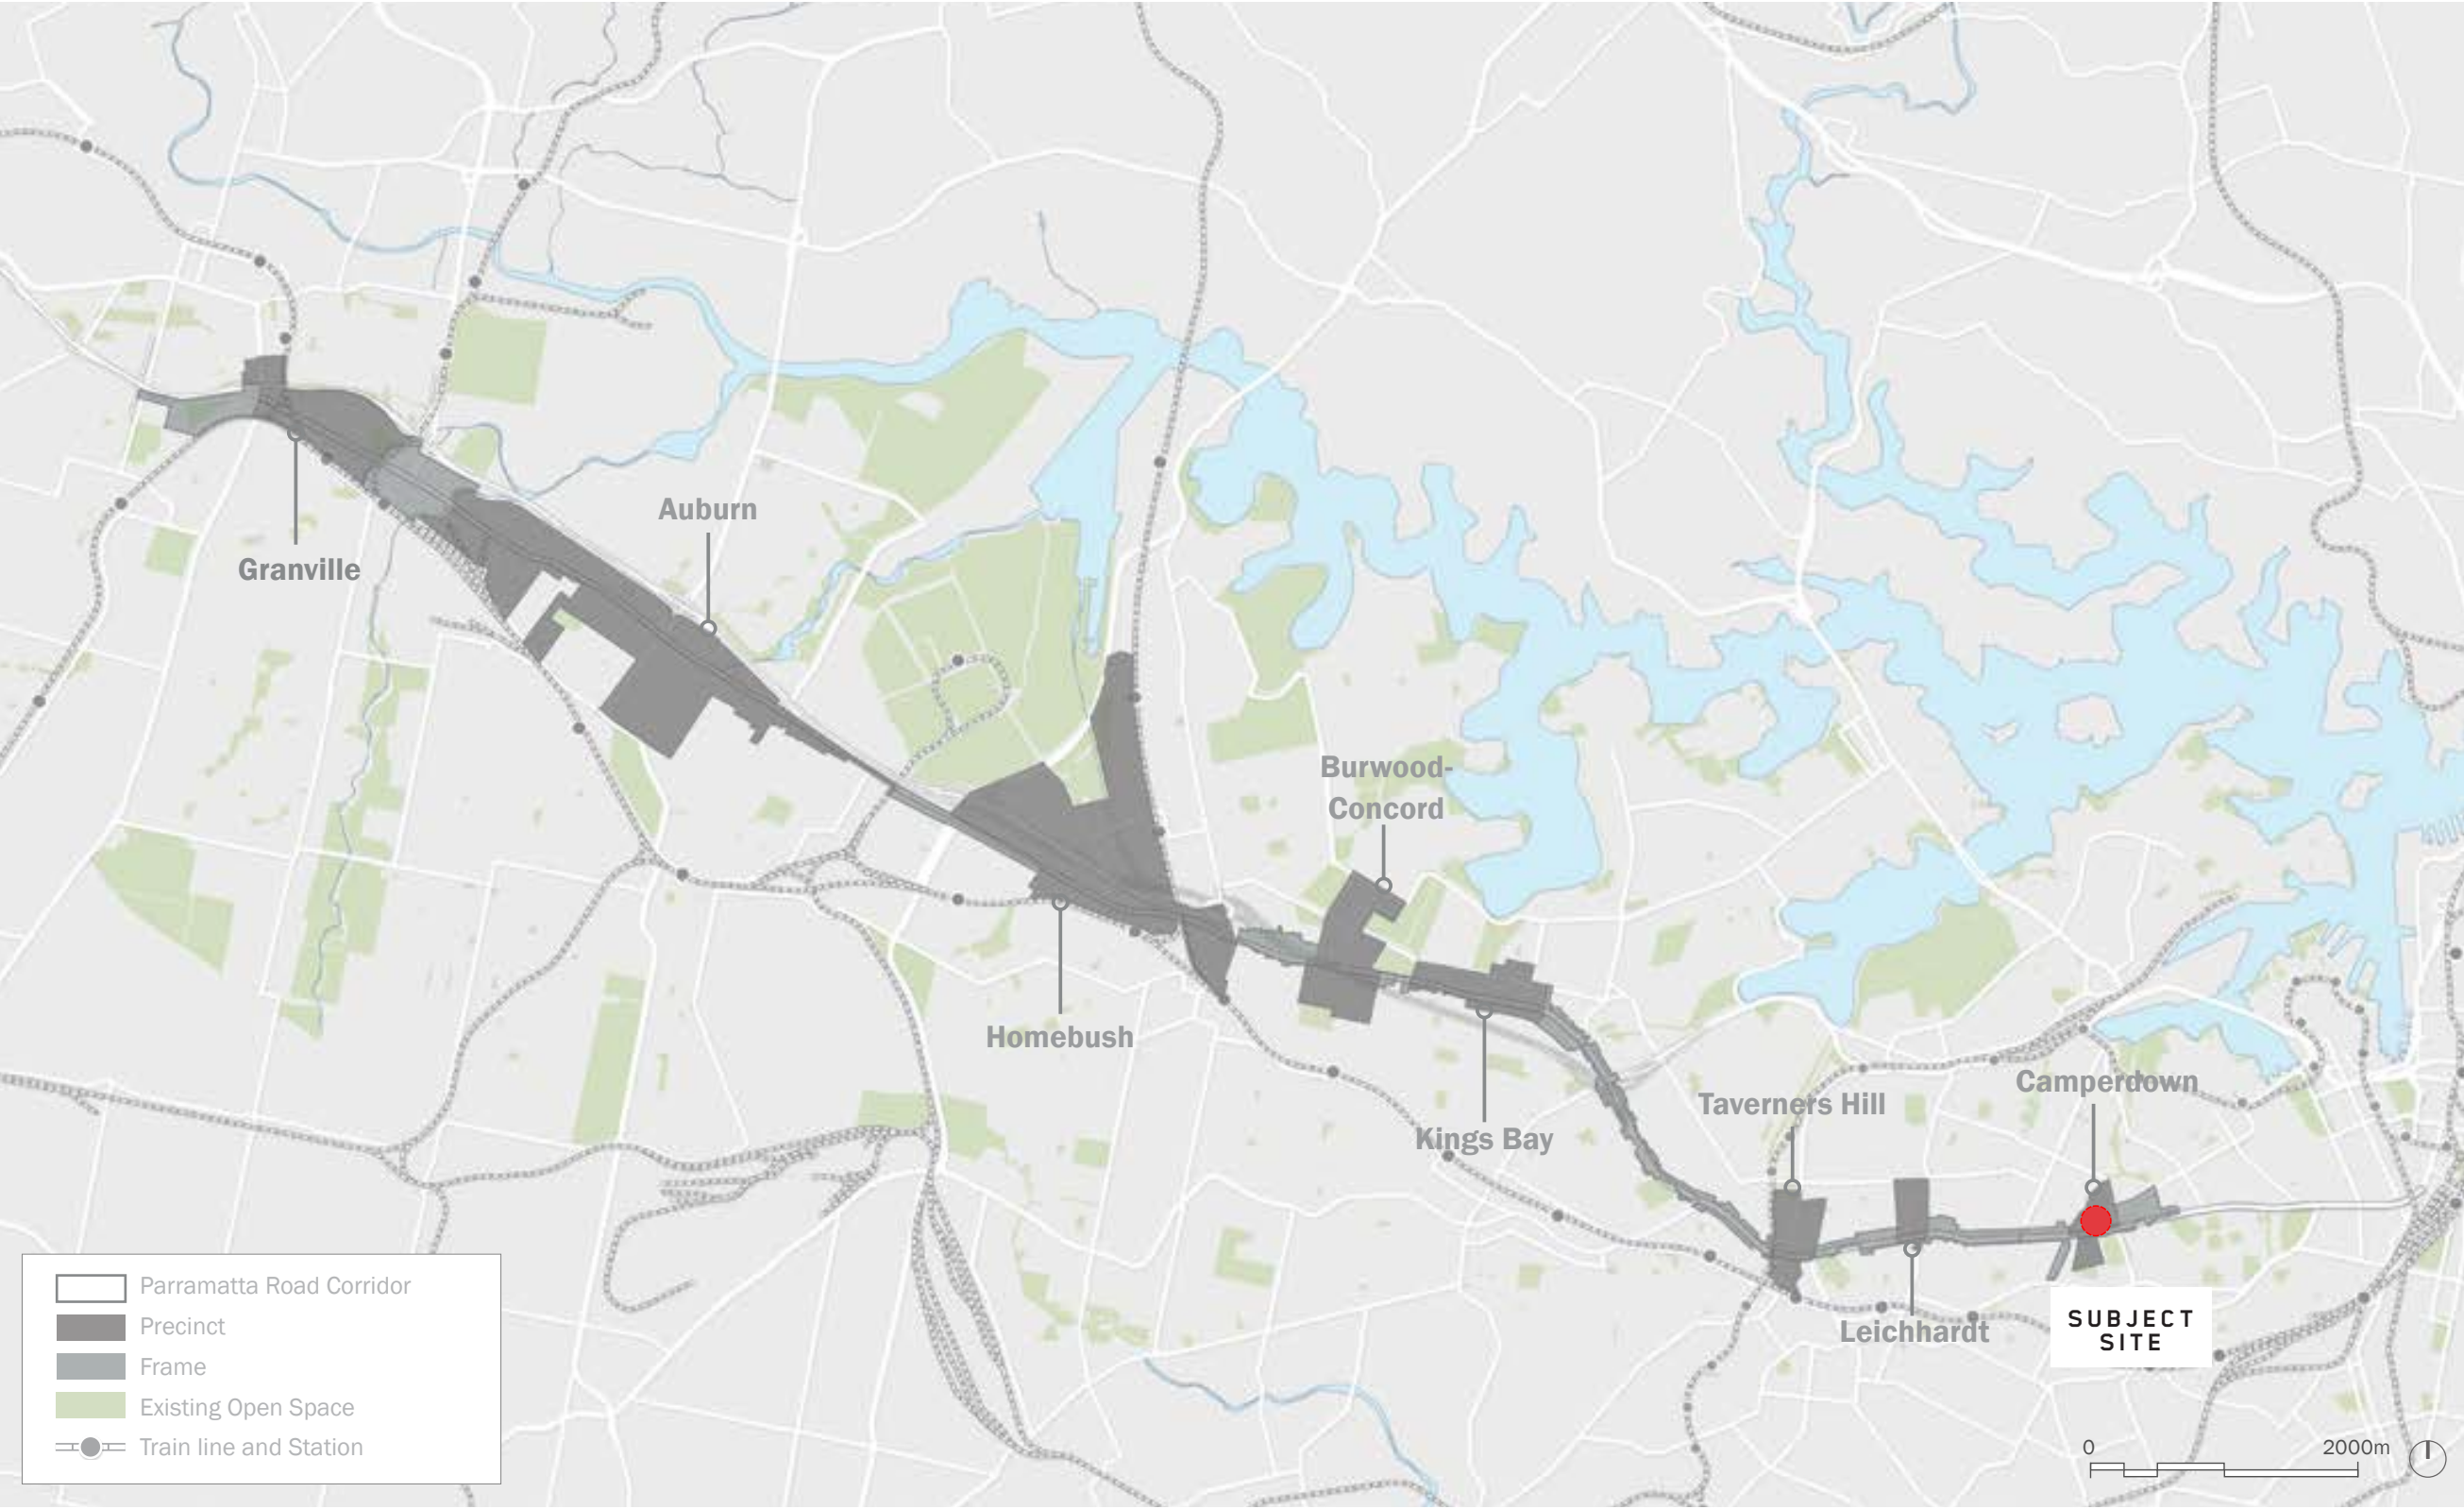 Auburn
Granville
Burwood-
Concord
Homebush
Kings Bay
Taverners Hill
Camperdown
Leichhardt
SUBJECT
SITE
Parramatta Road Corridor
Precinct
Frame
Existing Open Space
Train line and Station
0 2000m